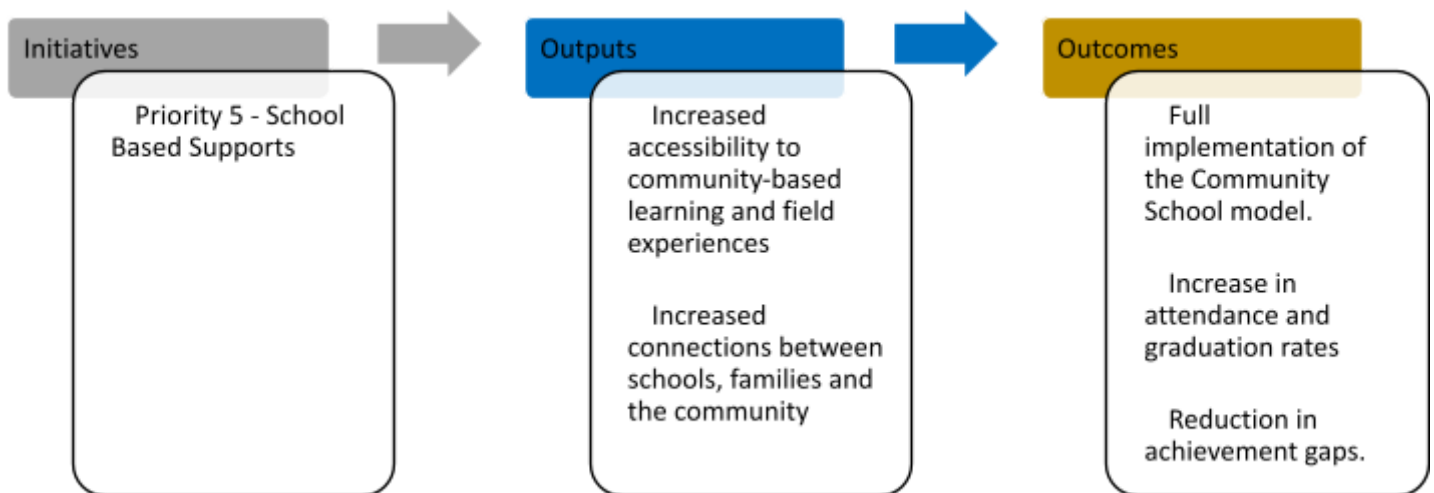 Initiatives
Priority 5 - School
Based Supports
Outputs
Increased
accessibility to
community-based
learning and field
experiences
Increased
connections between
schools, families and
the community
Outcomes
Full
implementation of
the Community
School model.
Increase in
attendance and
graduation rates
Reduction in
achievement gaps.